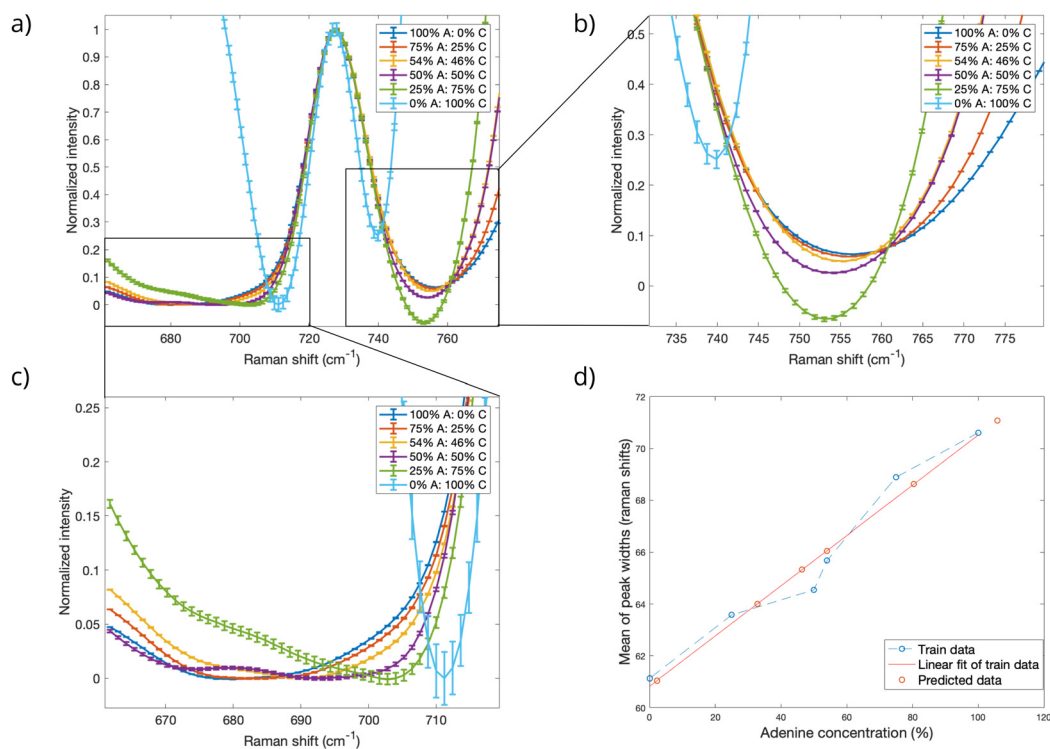 a)
Normalized intensity
1
0.9
0.8
0.7
0.6
0.5
0.4
0.3
0.2
0.1
0
680
700
720
740
760
Raman shift (cm-1)
100% A: 0% C
75% A: 25% C
54% A: 46% C
50% A: 50% C
25% A: 75% C
0% A: 100% C
b)
Normalized intensity
0.5
0.4
0.3
0.2
0.1
0
735
740
745
750
755
760
765
770
775
Raman shift (cm-1)
100% A: 0% C
75% A: 25% C
54% A: 46% C
50% A: 50% C
25% A: 75% C
0% A: 100% C
c)
Normalized intensity
0.25
0.2
0.15
0.1
0.05
0
670
680
690
700
710
Raman shift (cm-1)
100% A: 0% C
75% A: 25% C
54% A: 46% C
50% A: 50% C
25% A: 75% C
0% A: 100% C
d)
Mean of peak widths (raman shifts)
72
70
68
66
64
62
60
0
20
40
60
80
100
120
Adenine concentration (%)
Train data
Linear fit of train data
Predicted data